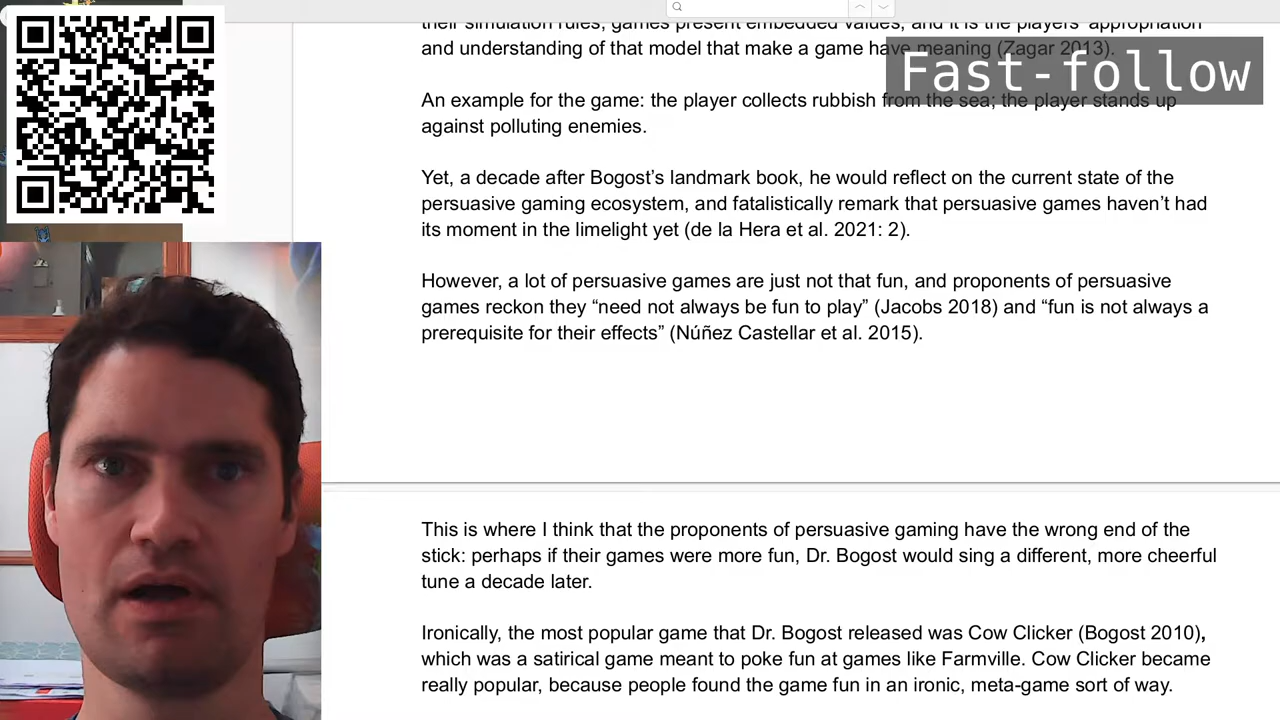 their simulation rules, games present embedded values, and it is the players' appropriation
and understanding of that model that make a game have meaning (Zagar 2013).
Fast-follow
An example for the game: the player collects rubbish from the sea; the player stands up
against polluting enemies.
Yet, a decade after Bogost’s landmark book, he would reflect on the current state of the
persuasive gaming ecosystem, and fatalistically remark that persuasive games haven’t had
its moment in the limelight yet (de la Hera et al. 2021: 2).
However, a lot of persuasive games are just not that fun, and proponents of persuasive
games reckon they “need not always be fun to play” (Jacobs 2018) and “fun is not always a
prerequisite for their effects” (Núñez Castellar et al. 2015).
This is where I think that the proponents of persuasive gaming have the wrong end of the
stick: perhaps if their games were more fun, Dr. Bogost would sing a different, more cheerful
tune a decade later.
Ironically, the most popular game that Dr. Bogost released was Cow Clicker (Bogost 2010),
which was a satirical game meant to poke fun at games like Farmville. Cow Clicker became
really popular, because people found the game fun in an ironic, meta-game sort of way.